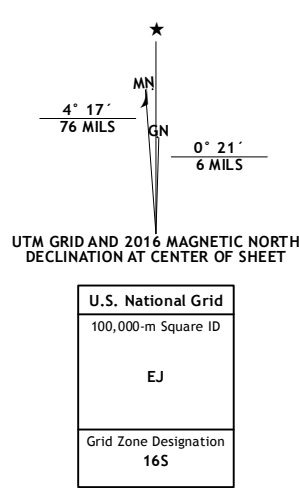 ★
MN
4° 17´
76 MILS
GN
0° 21´
6 MILS
UTM GRID AND 2016 MAGNETIC NORTH
DECLINATION AT CENTER OF SHEET
U.S. National Grid
100,000-m Square ID
EJ
Grid Zone Designation
16S